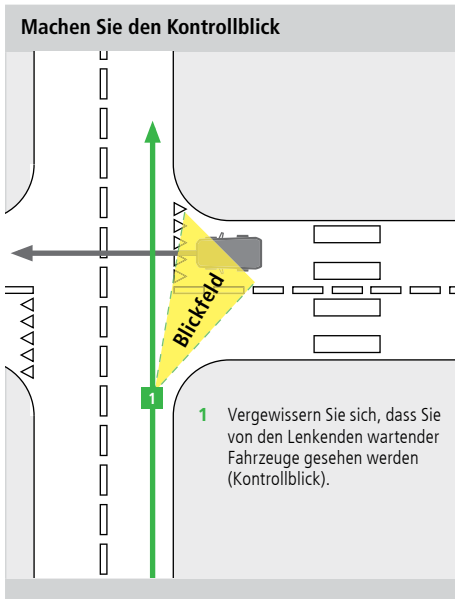 Machen Sie den Kontrollblick
Blickfeld
1
1 Vergewissern Sie sich, dass Sie
von den Lenkenden wartender
Fahrzeuge gesehen werden
(Kontrollblick).